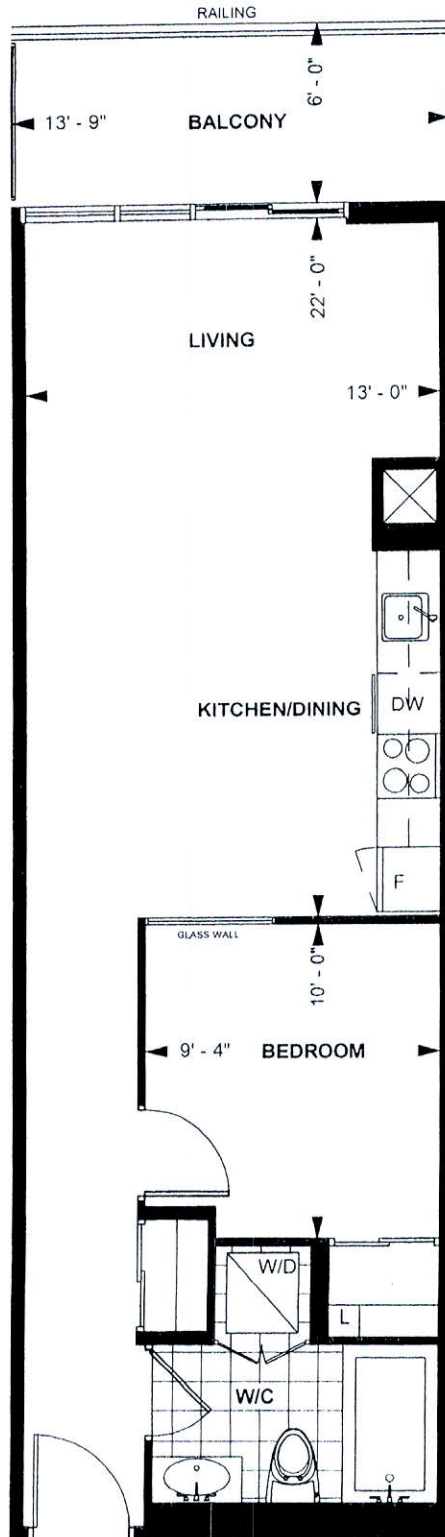 RAILING
6' - 0"
13' - 9"
BALCONY
22' - 0"
LIVING
13' - 0"
KITCHEN/DINING
DW
F
GLASS WALL
10' - 0"
9' - 4"
BEDROOM
W/D
L
W/C